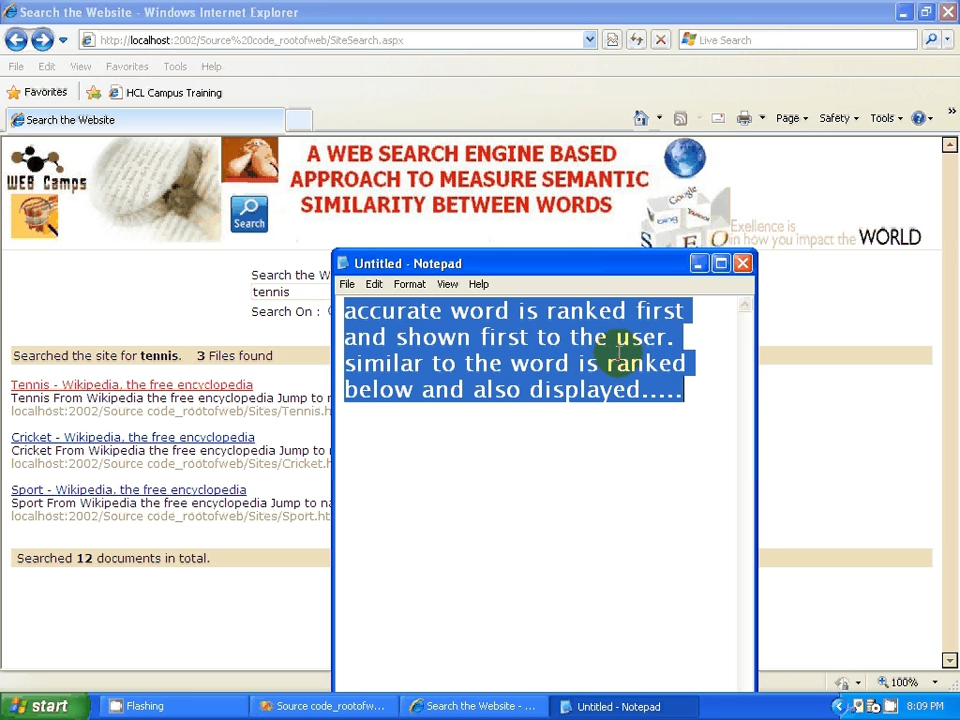 Search the Website - Windows Internet Explorer
http://localhost:2002/Source%20code_rootofweb/SiteSearch.aspx
Live Search
File Edit View Favorites Tools Help
Favorites HCL Campus Training
Search the Website
Page Safety Tools
WEB Camps
Search
A WEB SEARCH ENGINE BASED
APPROACH TO MEASURE SEMANTIC
SIMILARITY BETWEEN WORDS
Google
bing Yahoo!
S E O
Exellence is
in how you impact the WORLD
Search the W
tennis
Search On :
Searched the site for tennis. 3 Files found
Tennis - Wikipedia, the free encyclopedia
Tennis From Wikipedia the free encyclopedia Jump to
localhost:2002/Source code_rootofweb/Sites/Tennis.h
Cricket - Wikipedia, the free encyclopedia
Cricket From Wikipedia the free encyclopedia Jump to
localhost:2002/Source code_rootofweb/Sites/Cricket.h
Sport - Wikipedia, the free encyclopedia
Sport From Wikipedia the free encyclopedia Jump to na
localhost:2002/Source code_rootofweb/Sites/Sport.ht
Searched 12 documents in total.
Untitled - Notepad
File Edit Format View Help
accurate word is ranked first
and shown first to the user.
similar to the word is ranked
below and also displayed.....
100%
start
Flashing
Source code_rootofw...
Search the Website - ...
Untitled - Notepad
8:09 PM